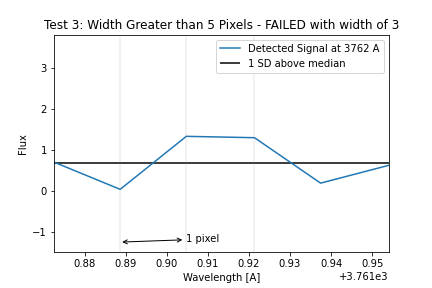 Test 3: Width Greater than 5 Pixels - FAILED with width of 3
Detected Signal at 3762 A
1 SD above median
3
2
1
0
−1
Flux
1 pixel
0.88 0.89 0.90 0.91 0.92 0.93 0.94 0.95
Wavelength [A]
+3.761e3